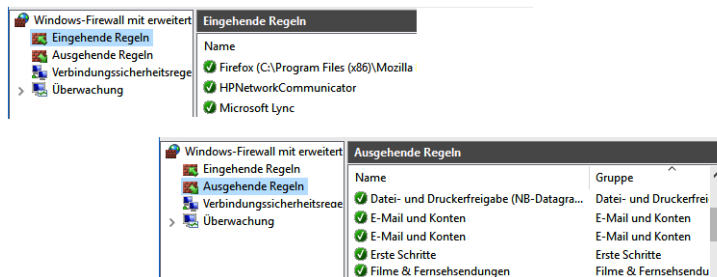 Windows-Firewall mit erweitert
Eingehende Regeln
Ausgehende Regeln
Verbindungssicherheitsrege
Überwachung
Eingehende Regeln
Name
Firefox (C:\Program Files (x86)\Mozilla
HPNetworkCommunicator
Microsoft Lync
Windows-Firewall mit erweitert
Eingehende Regeln
Ausgehende Regeln
Verbindungssicherheitsrege
Überwachung
Ausgehende Regeln
Name Gruppe
Datei- und Druckerfreigabe (NB-Datagra... Datei- und Druckerfrei
E-Mail und Konten E-Mail und Konten
E-Mail und Konten E-Mail und Konten
Erste Schritte Erste Schritte
Filme & Fernsehsendungen Filme & Fernsehsendu